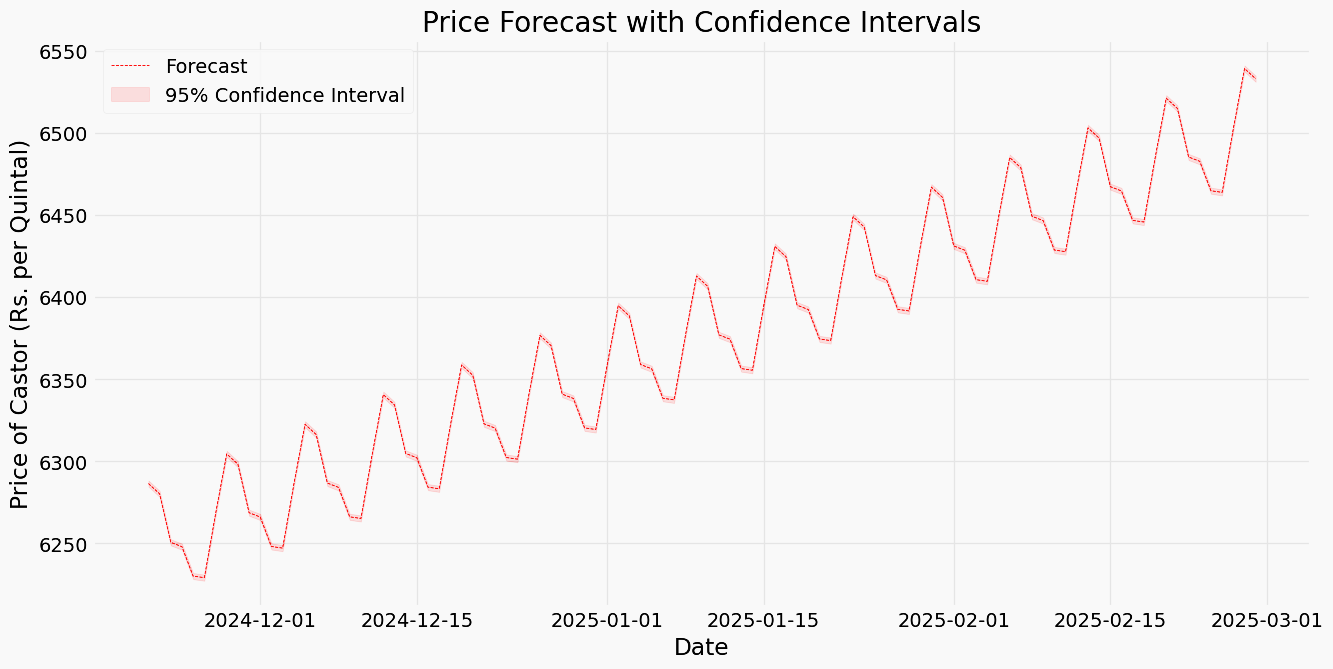 Price Forecast with Confidence Intervals
Forecast
95% Confidence Interval
Price of Castor (Rs. per Quintal)
6550
6500
6450
6400
6350
6300
6250
2024-12-01
2024-12-15
2025-01-01
2025-01-15
2025-02-01
2025-02-15
2025-03-01
Date